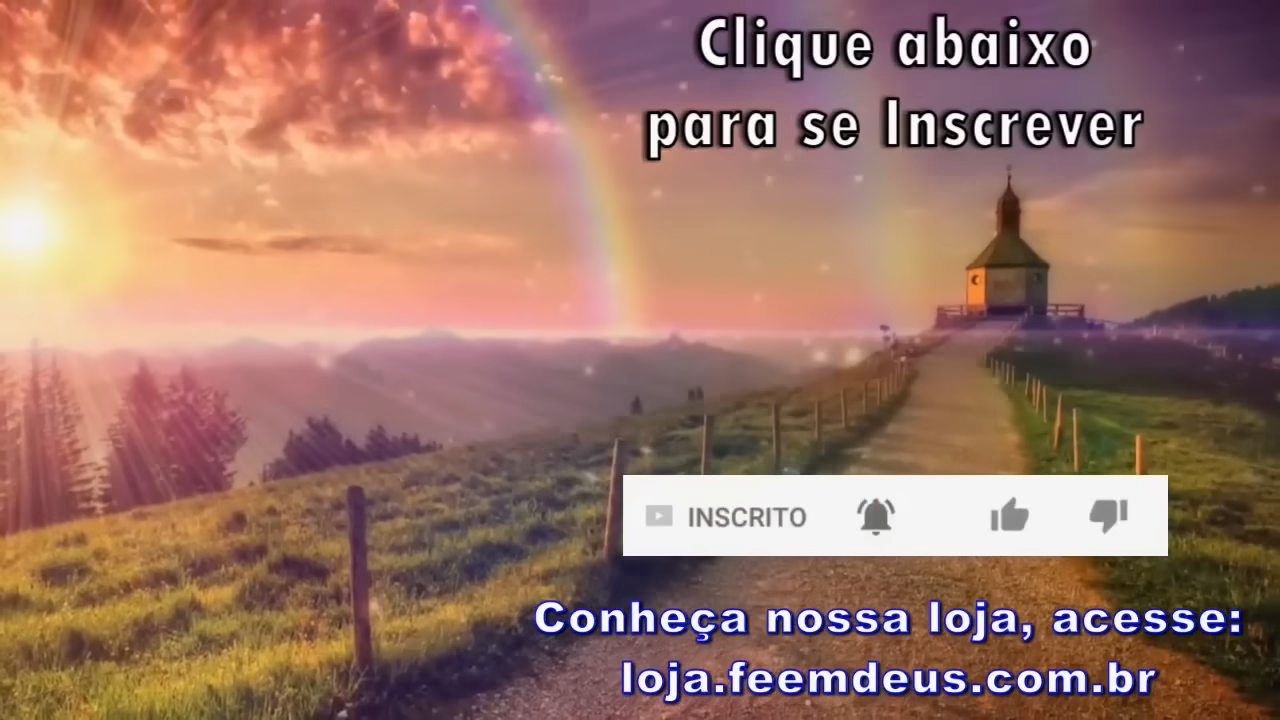 Clique abaixo
para se Inscrever
INSCRITO
Conheça nossa loja, acesse:
loja.feemdeus.com.br